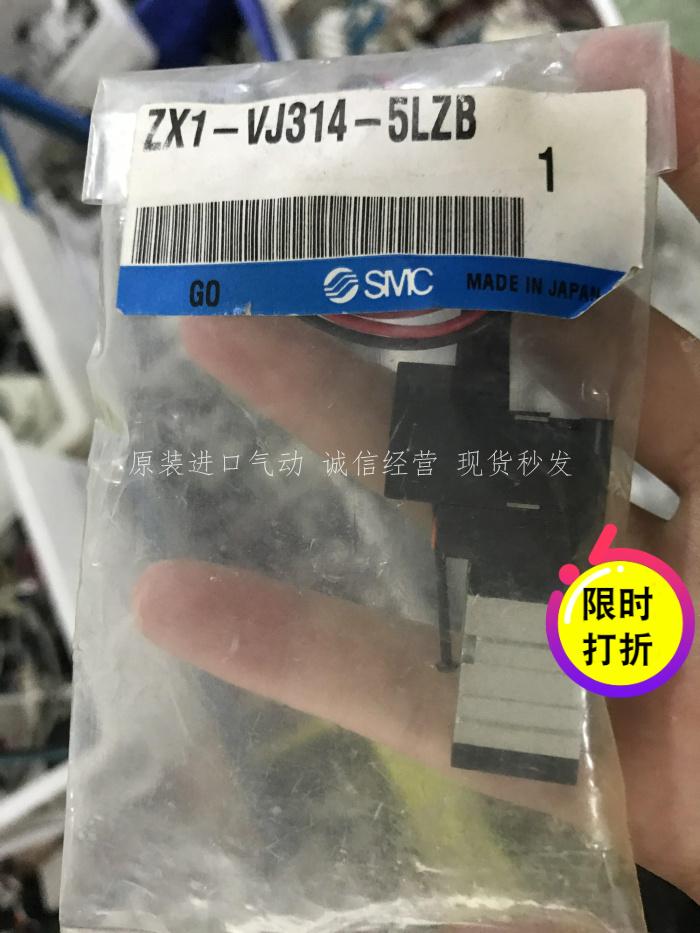 ZX1-VJ314-5LZB
1
GO
SMC
MADE IN JAPAN
原装进口气动 诚信经营 现货秒发
限时
打折